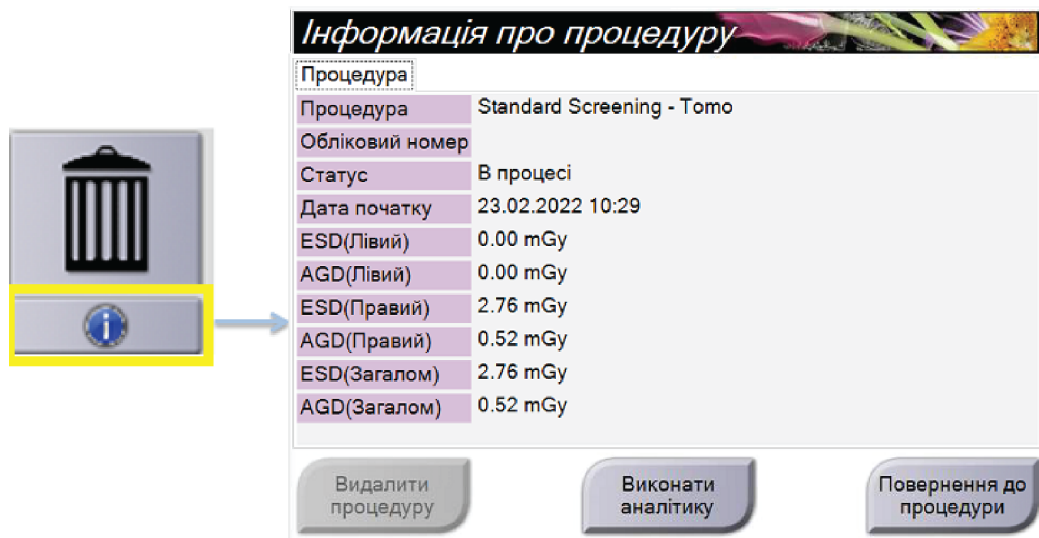 Інформація про процедуру
Процедура
Процедура Standard Screening - Tomo
Обліковий номер
Статус В процесі
Дата початку 23.02.2022 10:29
ESD(Лівий) 0.00 mGy
AGD(Лівий) 0.00 mGy
ESD(Правий) 2.76 mGy
AGD(Правий) 0.52 mGy
ESD(Загалом) 2.76 mGy
AGD(Загалом) 0.52 mGy
Видалити
процедуру
Виконати
аналітику
Повернення до
процедури